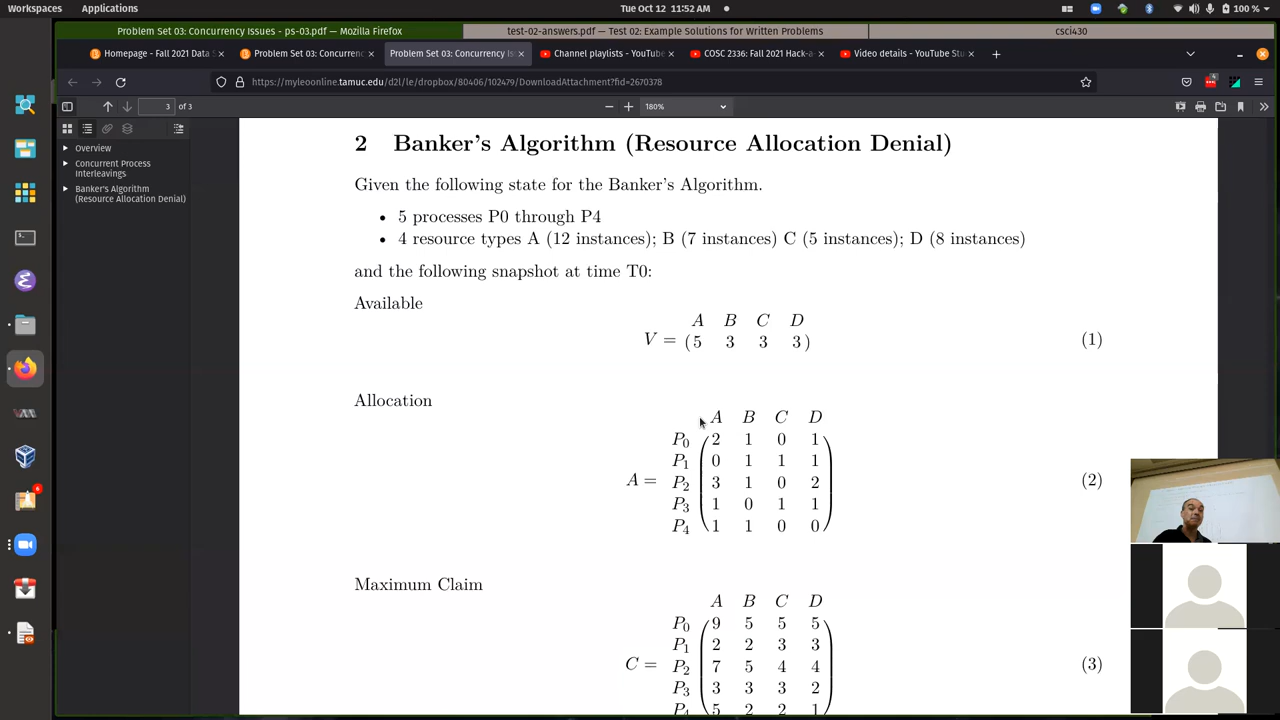 Workspaces Applications Tue Oct 12 11:52 AM 100 %
Problem Set 03: Concurrency Issues - ps-03.pdf — Mozilla Firefox test-02-answers.pdf — Test 02: Example Solutions for Written Problems csci430
Homepage - Fall 2021 Data S Problem Set 03: Concurrenc Problem Set 03: Concurrency Is Channel playlists - YouTube COSC 2336: Fall 2021 Hack-a Video details - YouTube Stu
https://myleoonline.tamuc.edu/d2l/le/dropbox/80406/102479/DownloadAttachment?fid=2670378
3 of 3 180%
Overview
Concurrent Process
Interleavings
Banker's Algorithm
(Resource Allocation Denial)
2 Banker's Algorithm (Resource Allocation Denial)
Given the following state for the Banker's Algorithm.
• 5 processes P0 through P4
• 4 resource types A (12 instances); B (7 instances) C (5 instances); D (8 instances)
and the following snapshot at time T0:
Available
A B C D
V = (5 3 3 3) (1)
Allocation
A B C D
P0 2 1 0 1
P1 0 1 1 1
A = P2 3 1 0 2 (2)
P3 1 0 1 1
P4 1 1 0 0
Maximum Claim
A B C D
P0 9 5 5 5
P1 2 2 3 3
C = P2 7 5 4 4 (3)
P3 3 3 3 2
P4 5 2 2 1